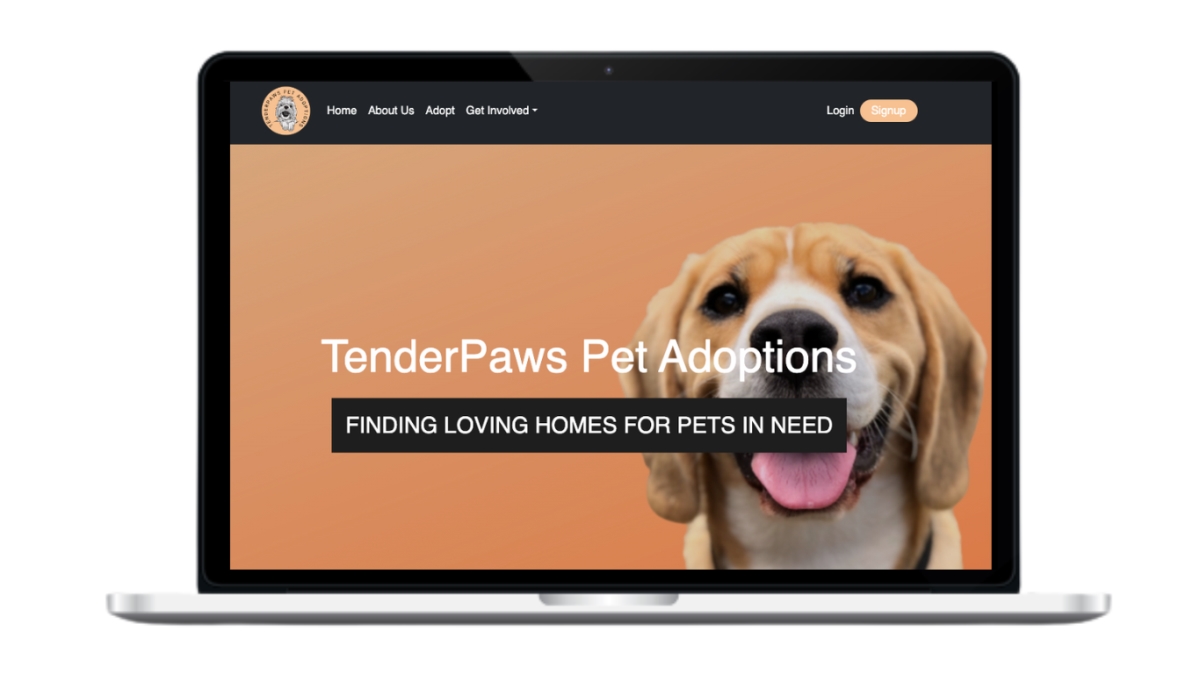 TENDERPAWS PET ADOPTIONS
Home About Us Adopt Get Involved
Login Signup
TenderPaws Pet Adoptions
FINDING LOVING HOMES FOR PETS IN NEED